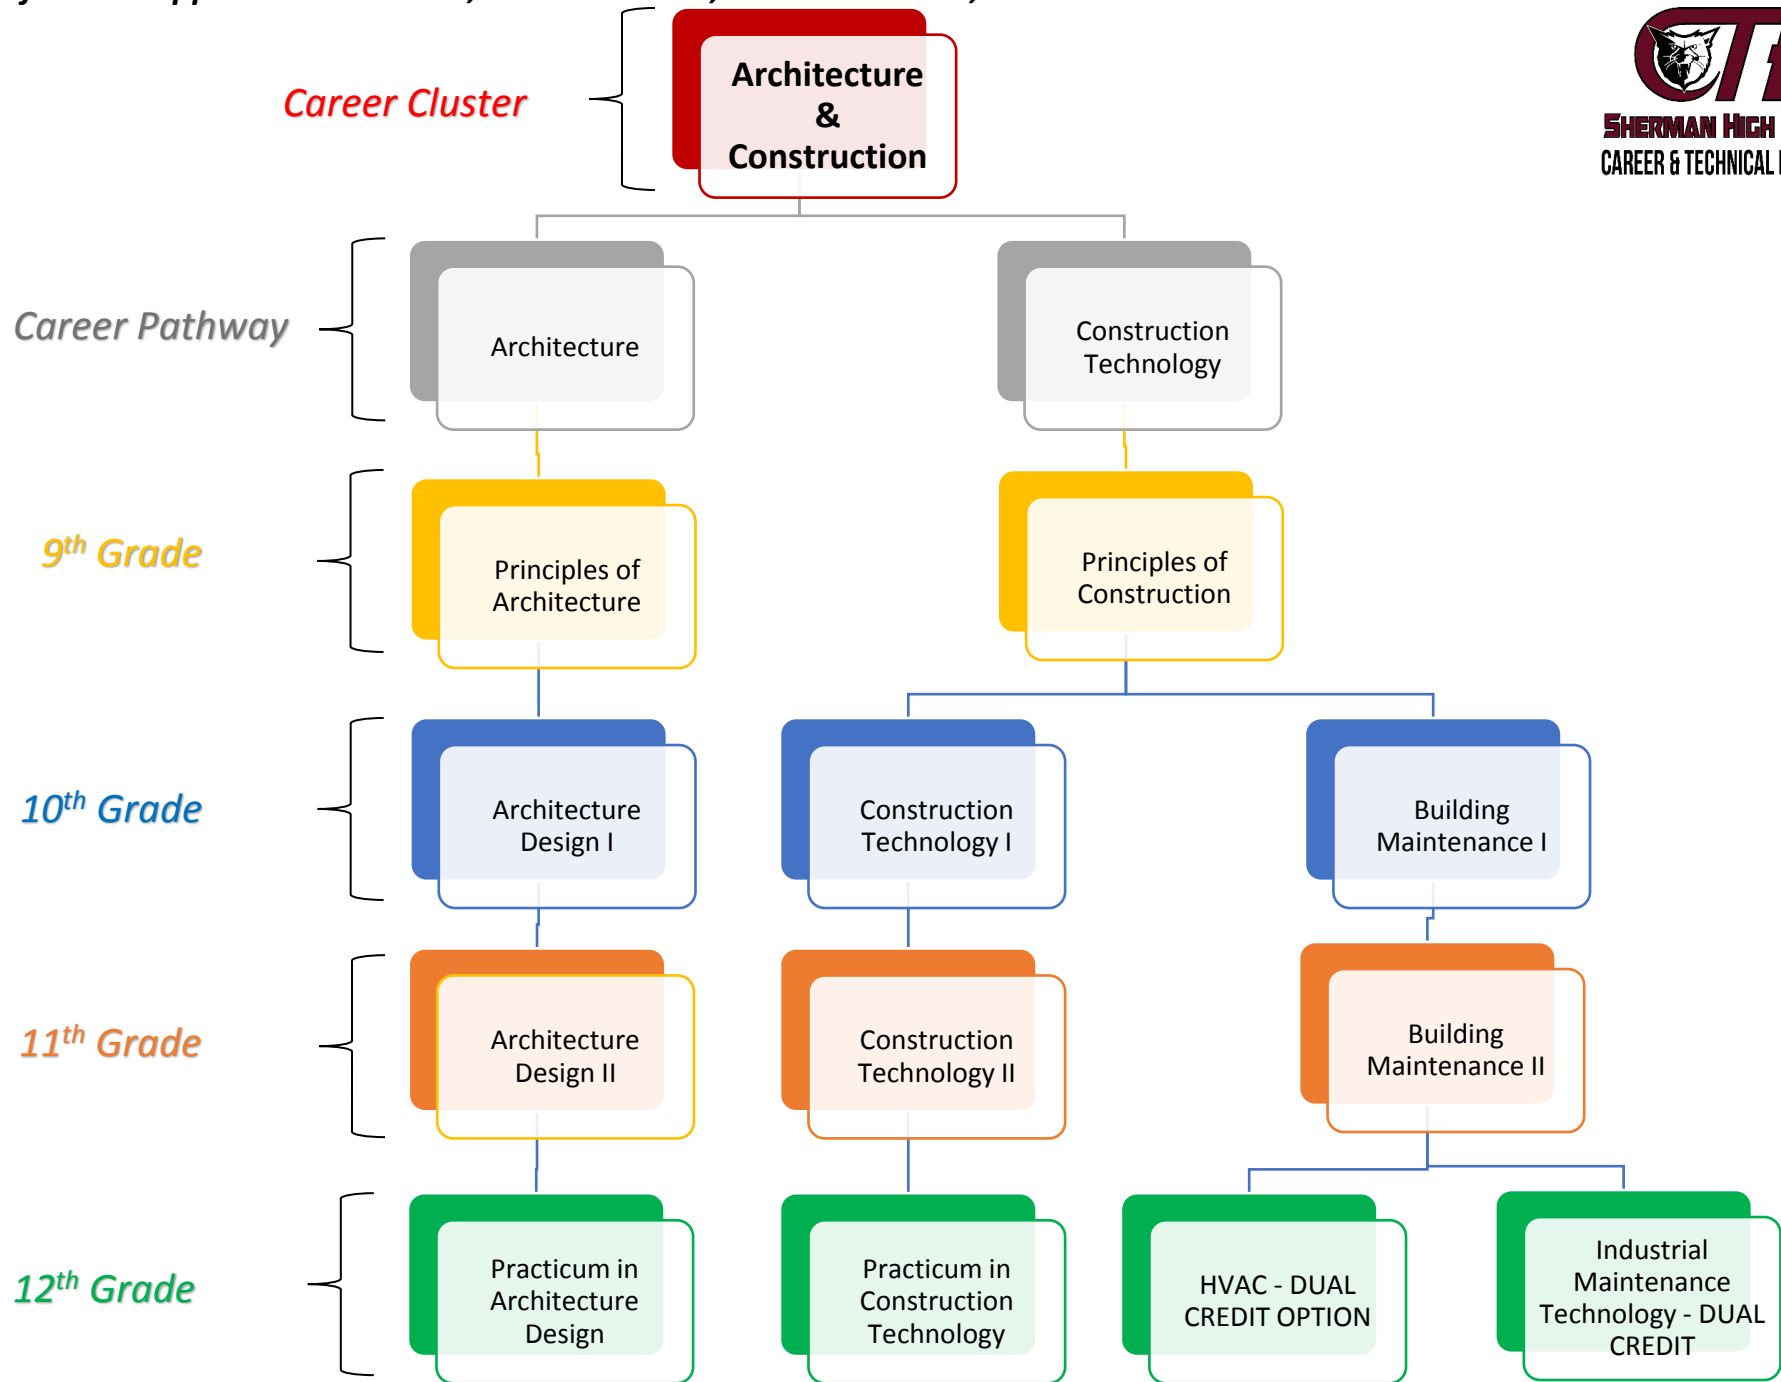 Career Cluster
Architecture
&
Construction
SHERMAN HIGH
CAREER & TECHNICAL
Career Pathway
Architecture
Construction
Technology
9th Grade
Principles of
Architecture
Principles of
Construction
10th Grade
Architecture
Design I
Construction
Technology I
Building
Maintenance I
11th Grade
Architecture
Design II
Construction
Technology II
Building
Maintenance II
12th Grade
Practicum in
Architecture
Design
Practicum in
Construction
Technology
HVAC - DUAL
CREDIT OPTION
Industrial
Maintenance
Technology - DUAL
CREDIT